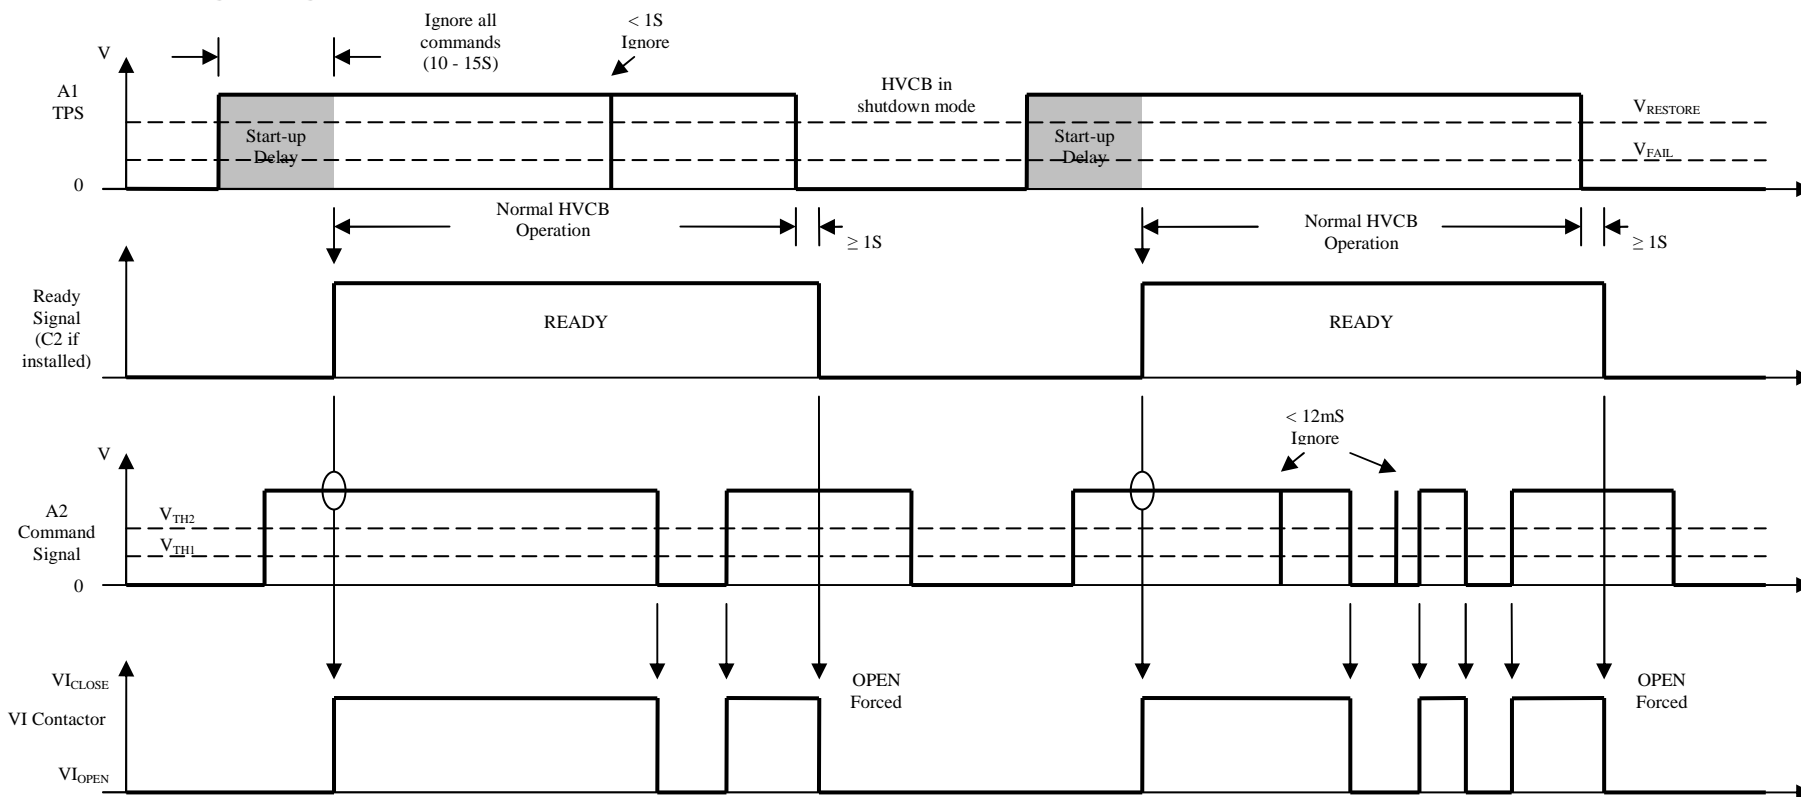 Ignore all
commands
(10 - 15S)
< 1S
Ignore
V
A1
TPS
0
Start-up
Delay
HVCB in
shutdown mode
Start-up
Delay
VRESTORE
VFAIL
Normal HVCB
Operation
≥ 1S
Normal HVCB
Operation
≥ 1S
Ready
Signal
(C2 if
installed)
READY
READY
< 12mS
Ignore
V
A2
Command
Signal
0
VTH2
VTH1
VICLOSE
VI Contactor
VIOPEN
OPEN
Forced
OPEN
Forced